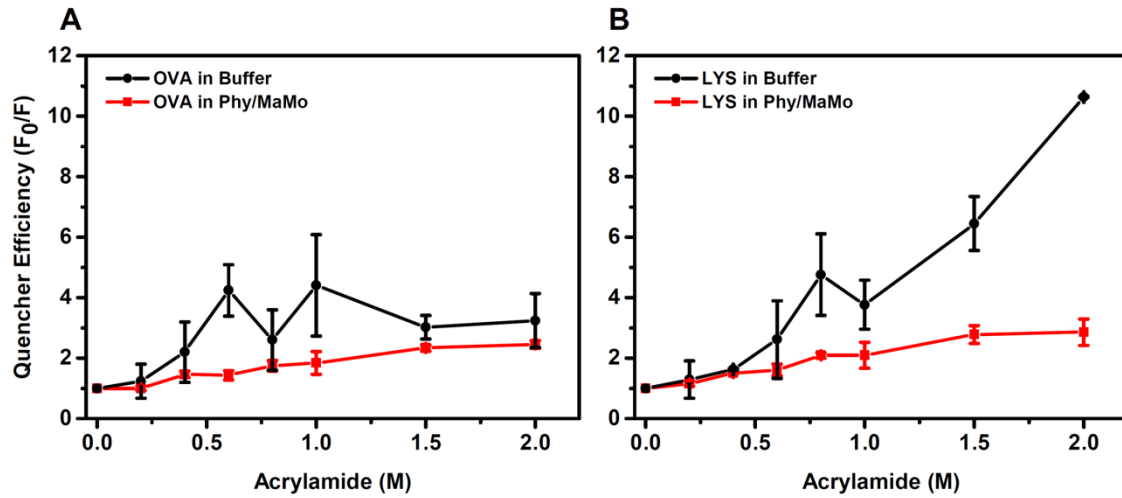 A
B
12
10
8
6
4
2
0
Quencher Efficiency (F0/F)
OVA in Buffer
OVA in Phy/MaMo
0.0 0.5 1.0 1.5 2.0
Acrylamide (M)
12
10
8
6
4
2
0
LYS in Buffer
LYS in Phy/MaMo
0.0 0.5 1.0 1.5 2.0
Acrylamide (M)